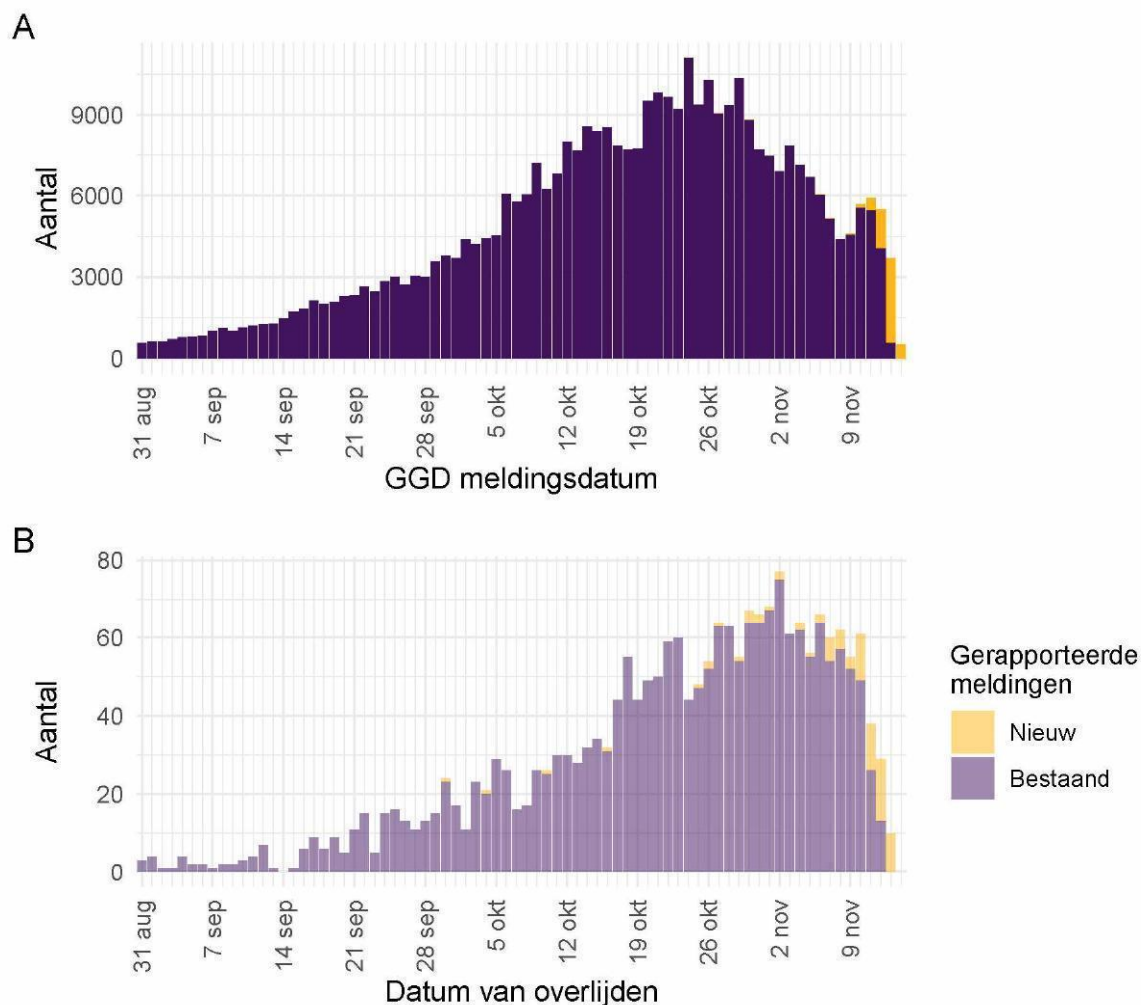 A
Aantal
9000
6000
3000
0
31 aug
7 sep
14 sep
21 sep
28 sep
5 okt
12 okt
19 okt
26 okt
2 nov
9 nov
GGD meldingsdatum
B
Aantal
80
60
40
20
0
31 aug
7 sep
14 sep
21 sep
28 sep
5 okt
12 okt
19 okt
26 okt
2 nov
9 nov
Datum van overlijden
Gerapporteerde
meldingen
Nieuw
Bestaand